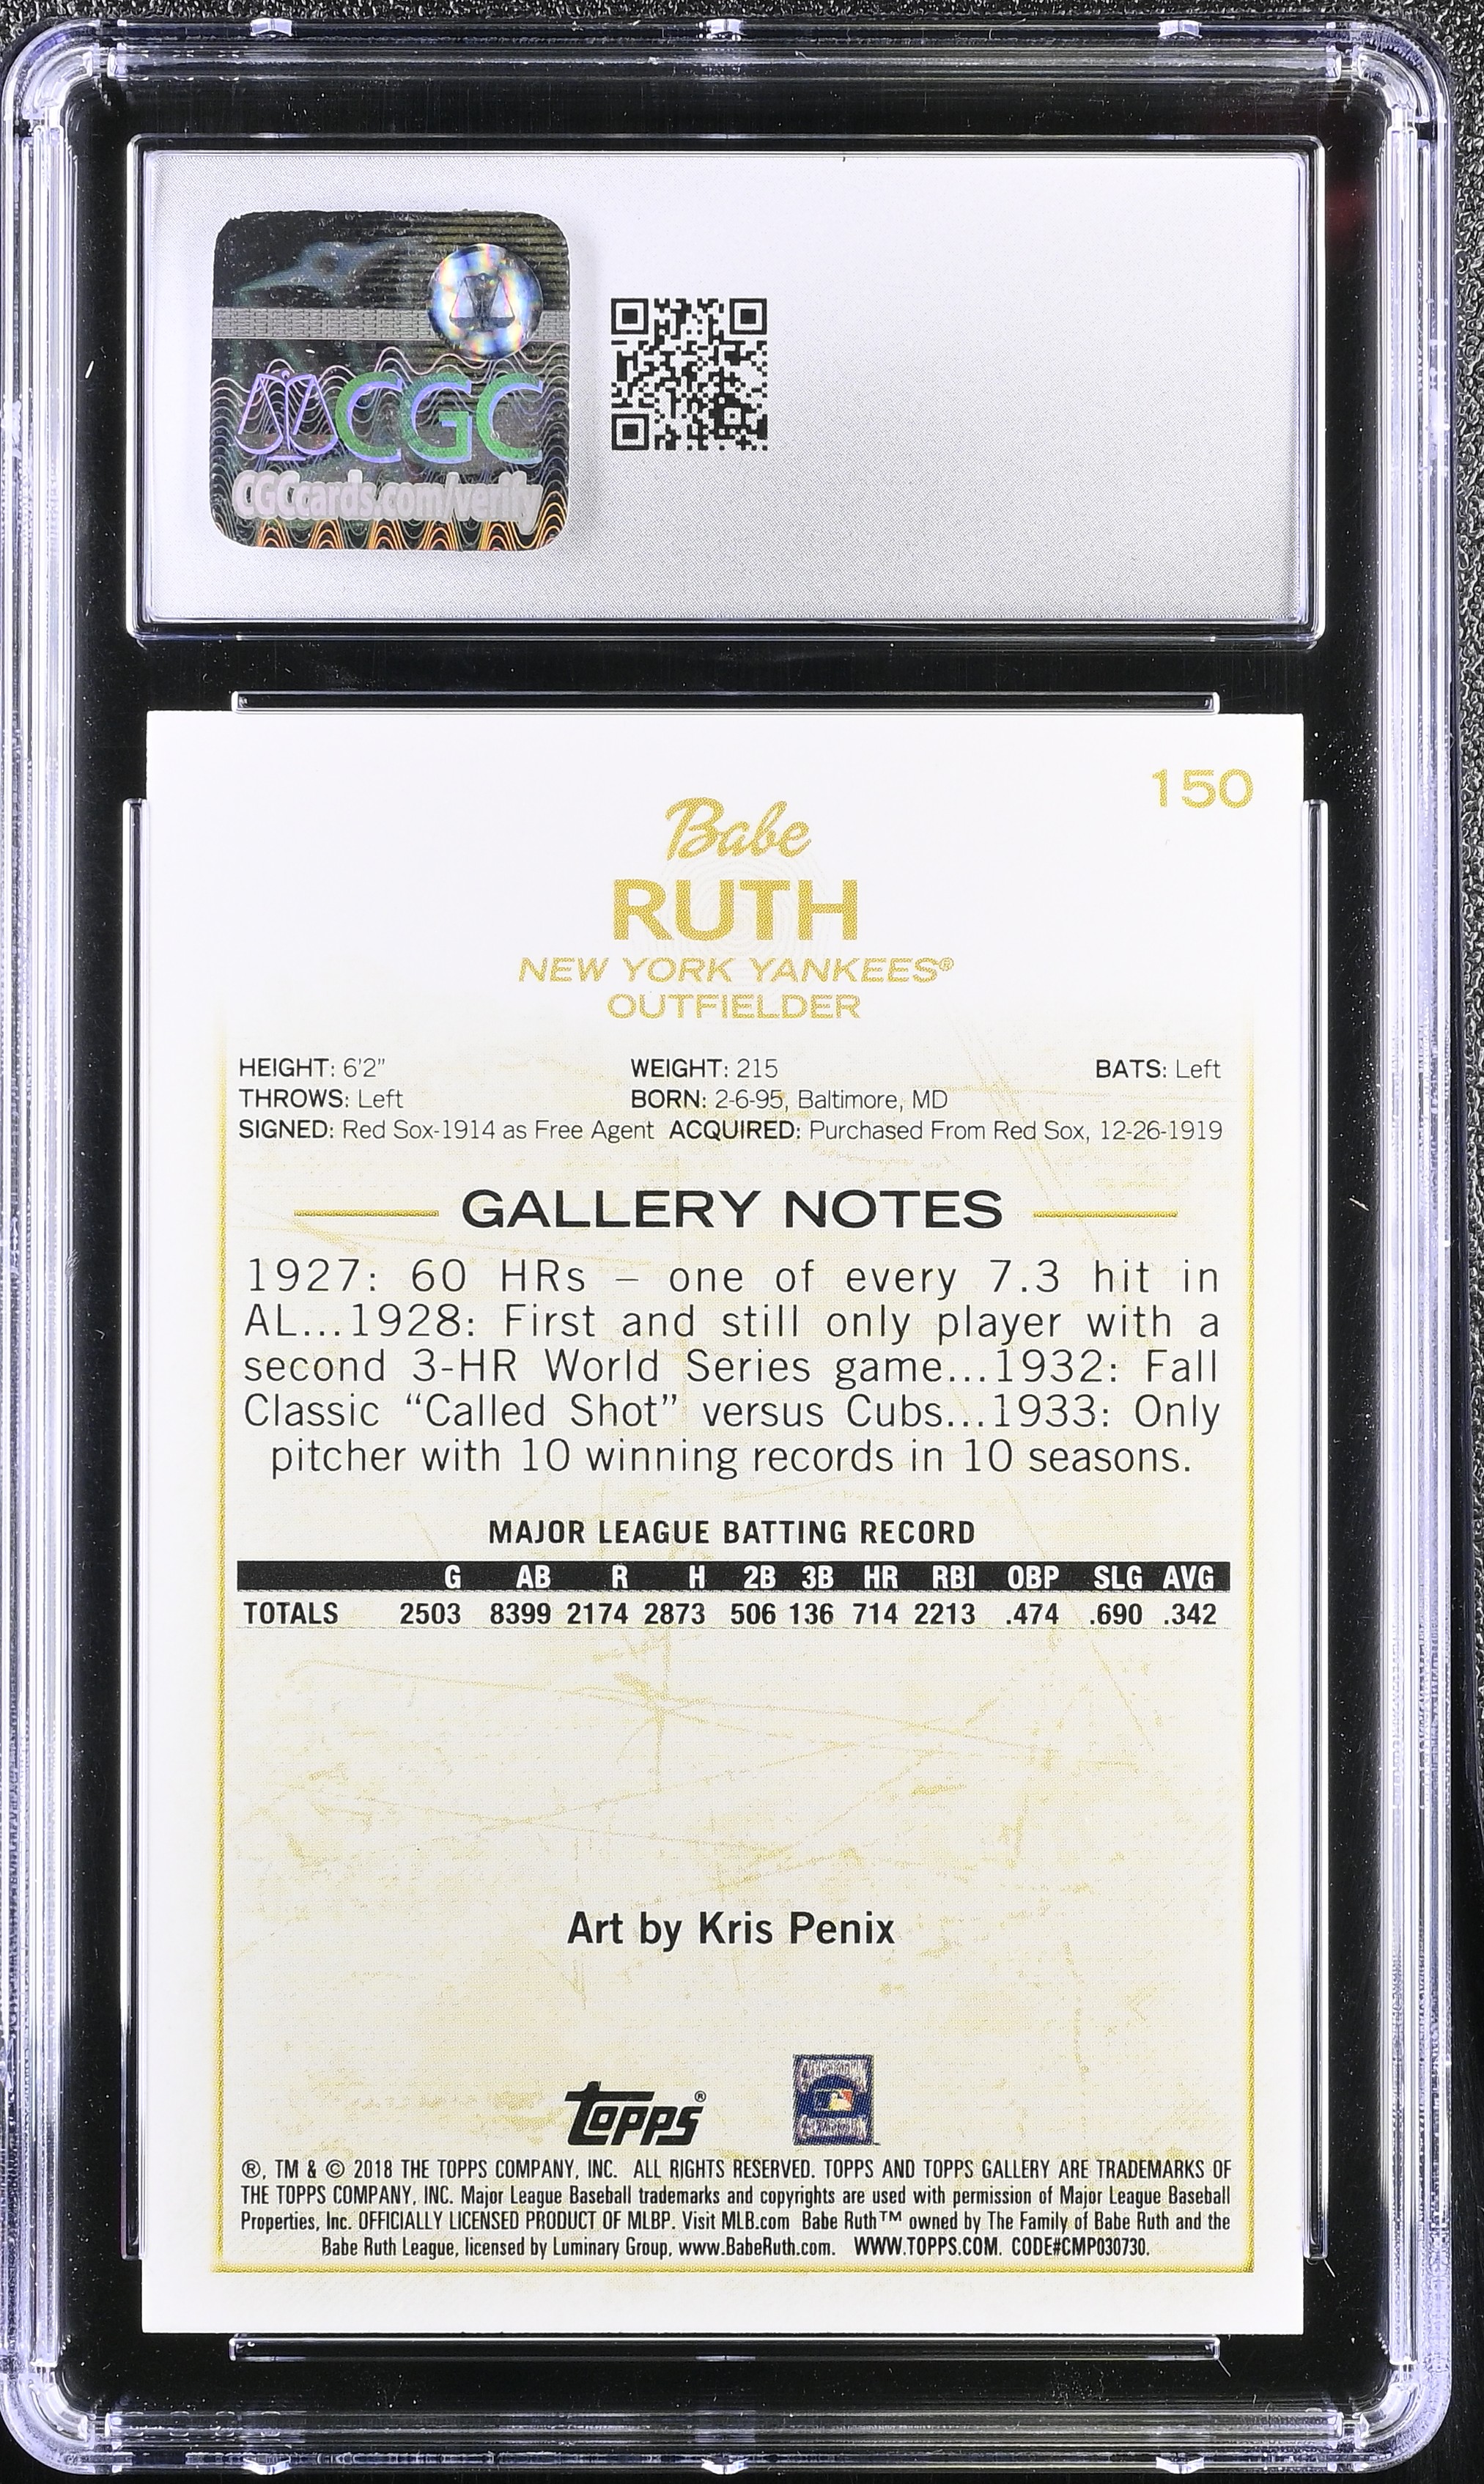 CGC
CGCcards.com/verify
150
Babe
RUTH
NEW YORK YANKEES®
OUTFIELDER
HEIGHT: 6'2" WEIGHT: 215 BATS: Left
THROWS: Left BORN: 2-6-95, Baltimore, MD
SIGNED: Red Sox-1914 as Free Agent ACQUIRED: Purchased From Red Sox, 12-26-1919
GALLERY NOTES
1927: 60 HRs – one of every 7.3 hit in
AL...1928: First and still only player with a
second 3-HR World Series game...1932: Fall
Classic “Called Shot” versus Cubs...1933: Only
pitcher with 10 winning records in 10 seasons.
MAJOR LEAGUE BATTING RECORD
G AB R H 2B 3B HR RBI OBP SLG AVG
TOTALS 2503 8399 2174 2873 506 136 714 2213 .474 .690 .342
Art by Kris Penix
Topps®
®, TM & © 2018 THE TOPPS COMPANY, INC. ALL RIGHTS RESERVED. TOPPS AND TOPPS GALLERY ARE TRADEMARKS OF
THE TOPPS COMPANY, INC. Major League Baseball trademarks and copyrights are used with permission of Major League Baseball
Properties, Inc. OFFICIALLY LICENSED PRODUCT OF MLBP. Visit MLB.com Babe Ruth™ owned by The Family of Babe Ruth and the
Babe Ruth League, licensed by Luminary Group, www.BabeRuth.com. WWW.TOPPS.COM. CODE#CMP030730.